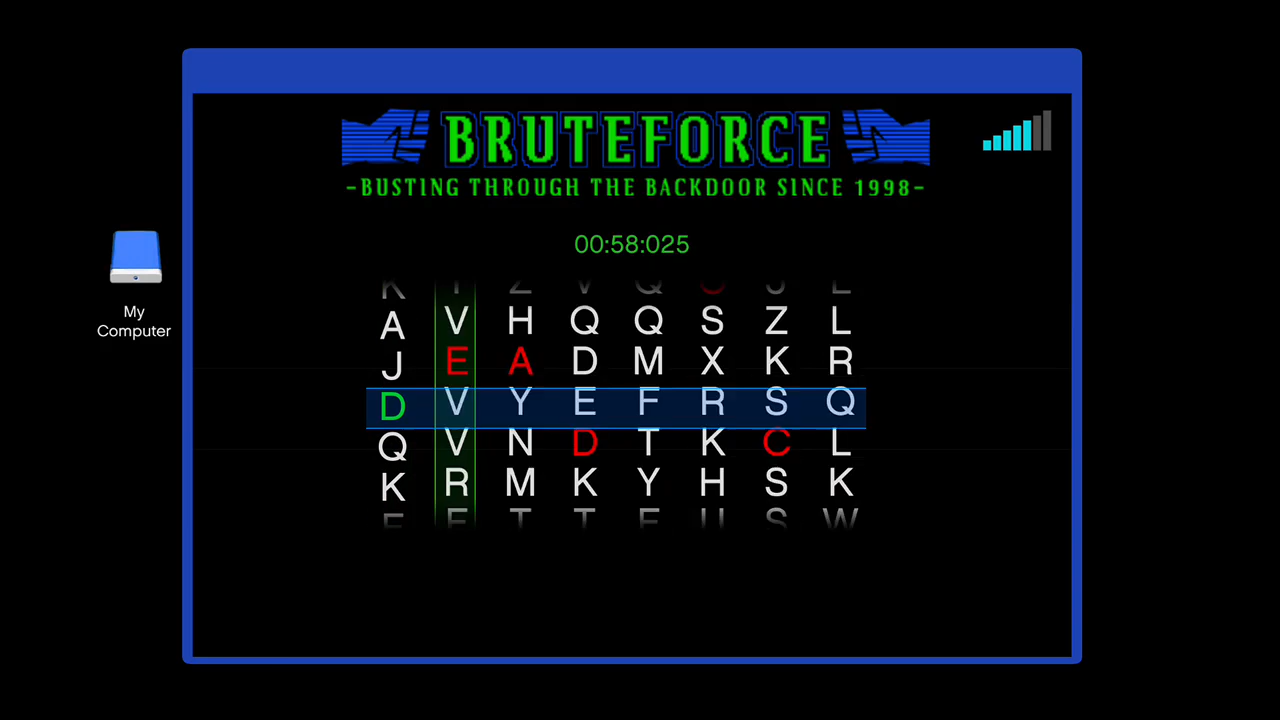 BRUTEFORCE
-BUSTING THROUGH THE BACKDOOR SINCE 1998-
00:58:025
My
Computer
K Z V Q J L
A V H Q Q S Z L
J E A D M X K R
D V Y E F R S Q
Q V N D T K C L
K R M K Y H S K
T T U S W